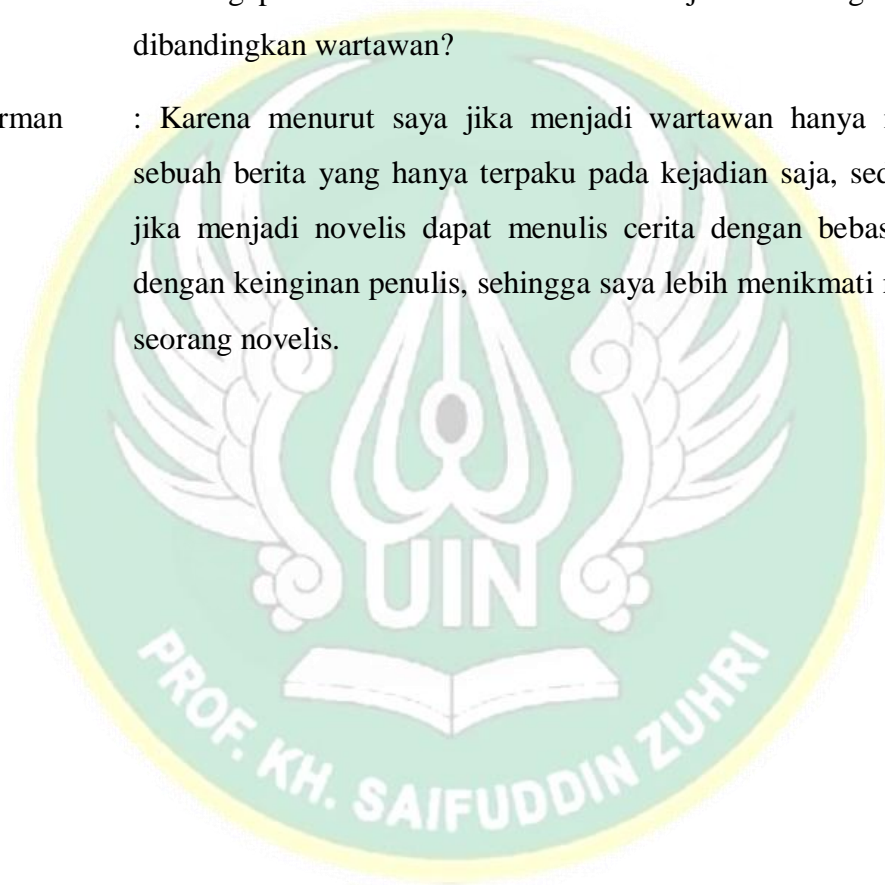 dibandingkan wartawan?
rman : Karena menurut saya jika menjadi wartawan hanya
sebuah berita yang hanya terpaku pada kejadian saja,
jika menjadi novelis dapat menulis cerita dengan bebas
dengan keinginan penulis, sehingga saya lebih menikmati
seorang novelis.
UIN
PROF. KH. SAIFUDDIN ZUHRI